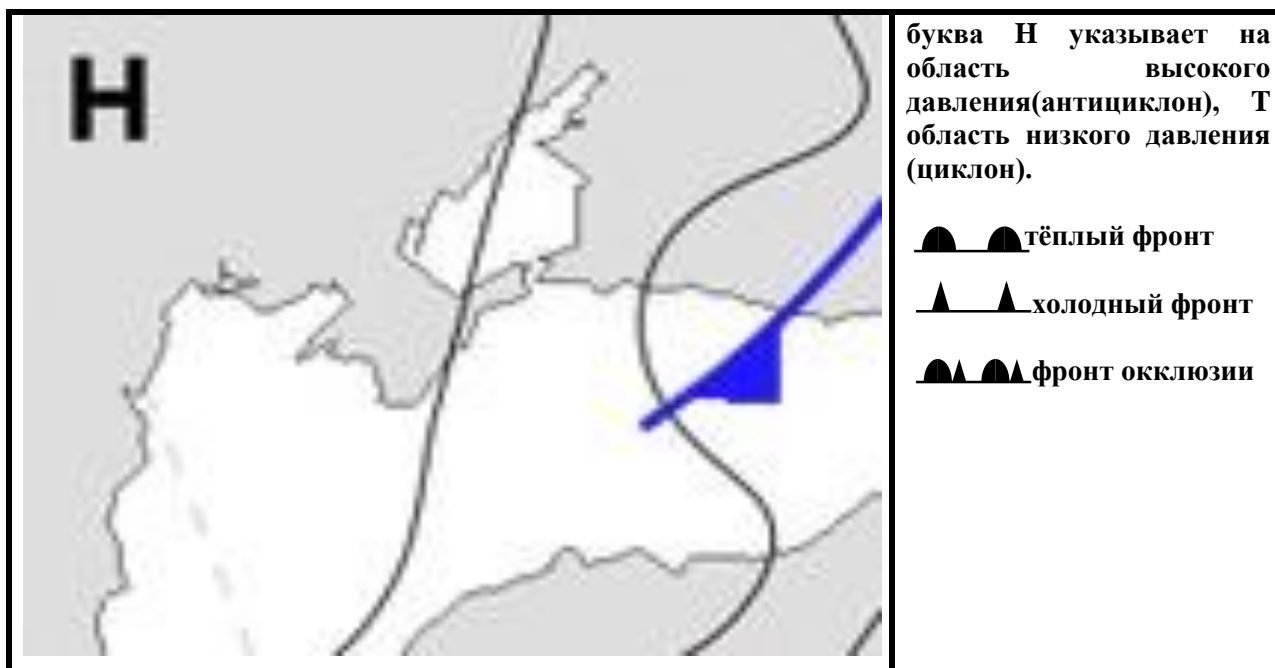 H
буква Н указывает на
область высокого
давления(антициклон), Т
область низкого давления
(циклон).
тёплый фронт
холодный фронт
фронт окклюзии